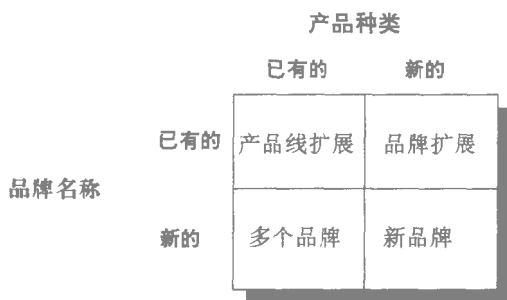 产品种类
已有的 新的
已有的 产品线扩展 品牌扩展
品牌名称
新的 多个品牌 新品牌